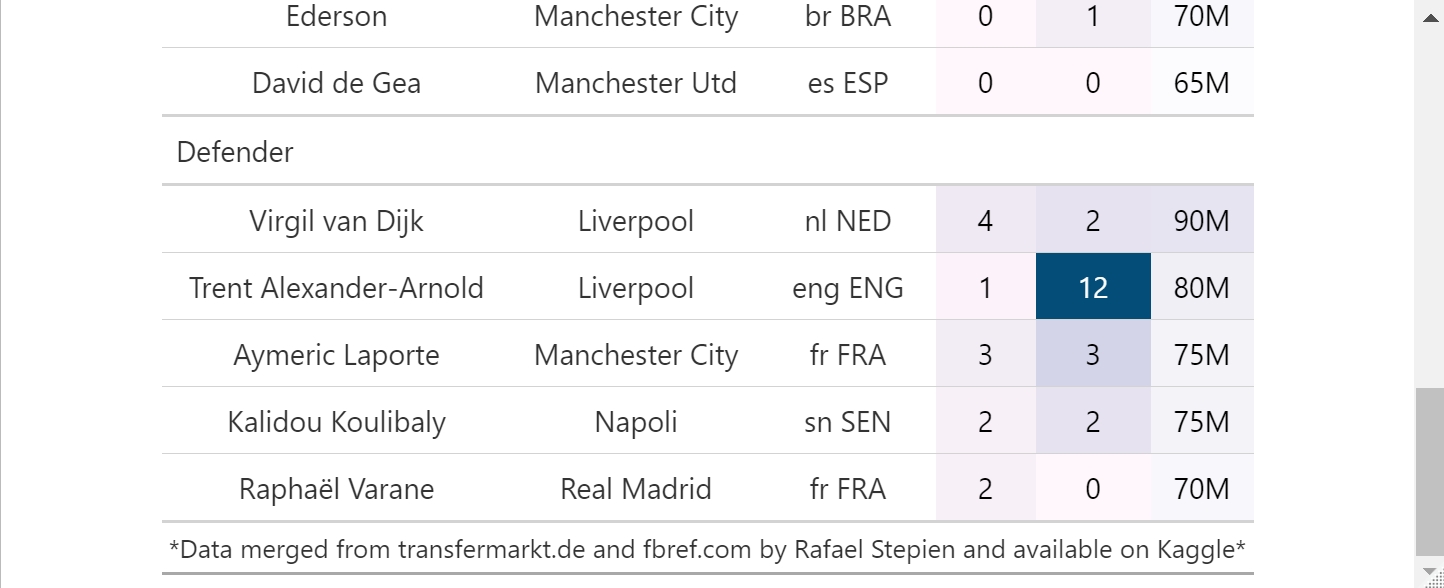 Ederson Manchester City br BRA 0 1 70M
David de Gea Manchester Utd es ESP 0 0 65M
Defender
Virgil van Dijk Liverpool nl NED 4 2 90M
Trent Alexander-Arnold Liverpool eng ENG 1 12 80M
Aymeric Laporte Manchester City fr FRA 3 3 75M
Kalidou Koulibaly Napoli sn SEN 2 2 75M
Raphaël Varane Real Madrid fr FRA 2 0 70M
*Data merged from transfermarkt.de and fbref.com by Rafael Stepien and available on Kaggle*